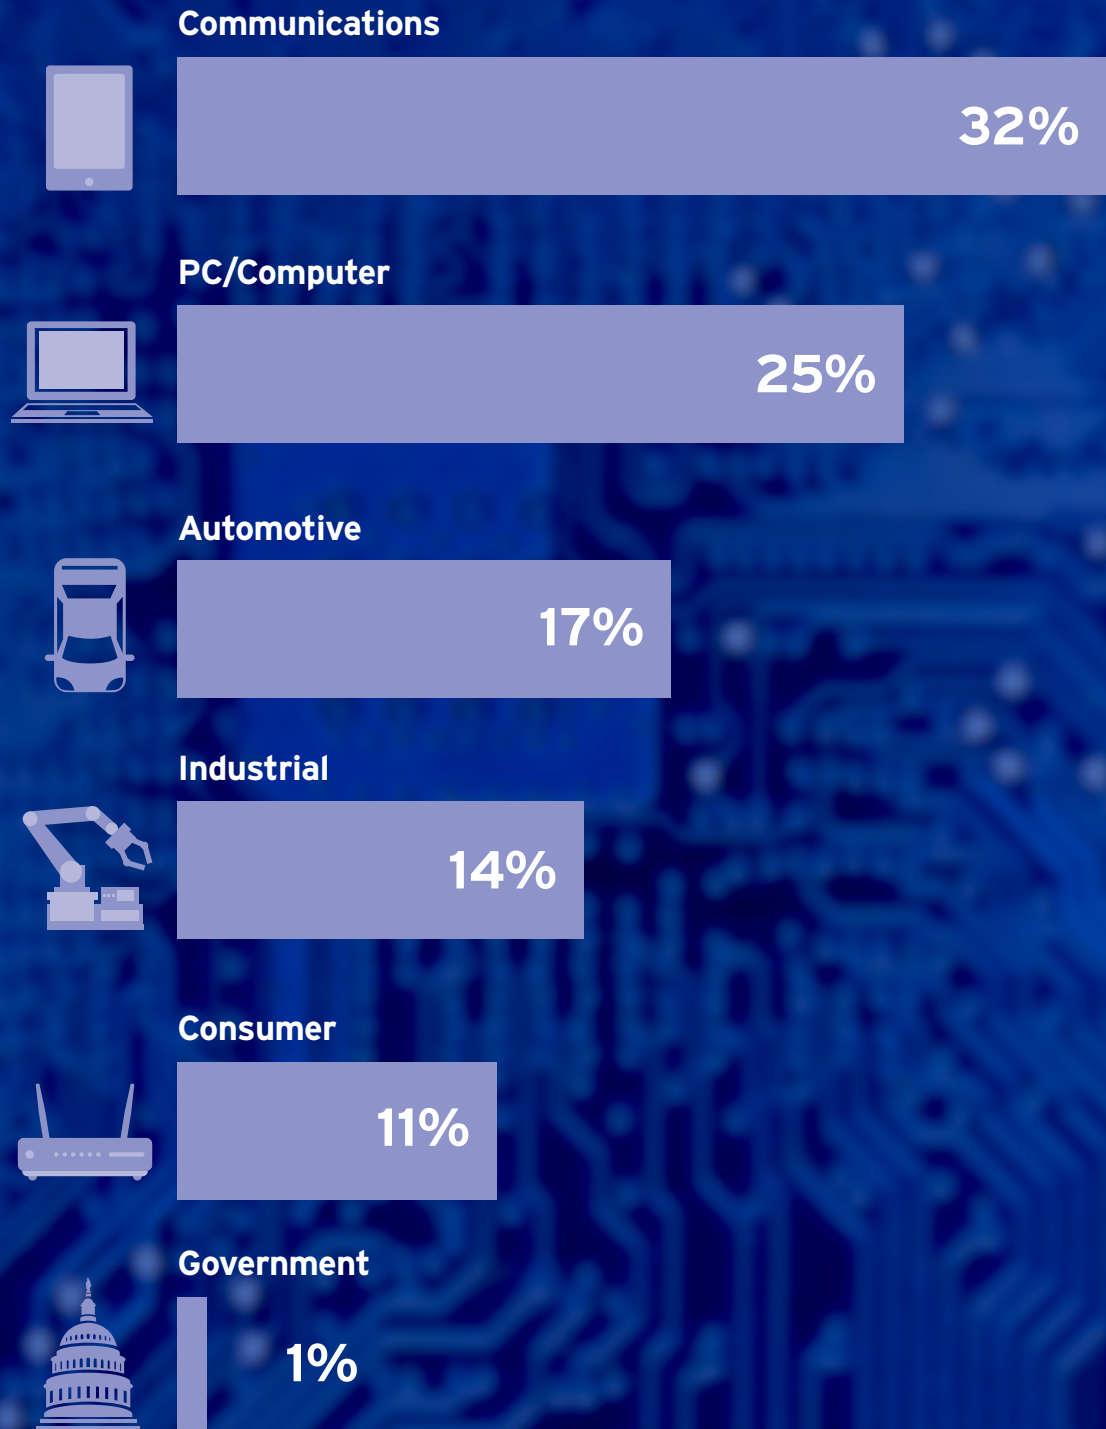 Communications
32%
PC/Computer
25%
Automotive
17%
Industrial
14%
Consumer
11%
Government
1%